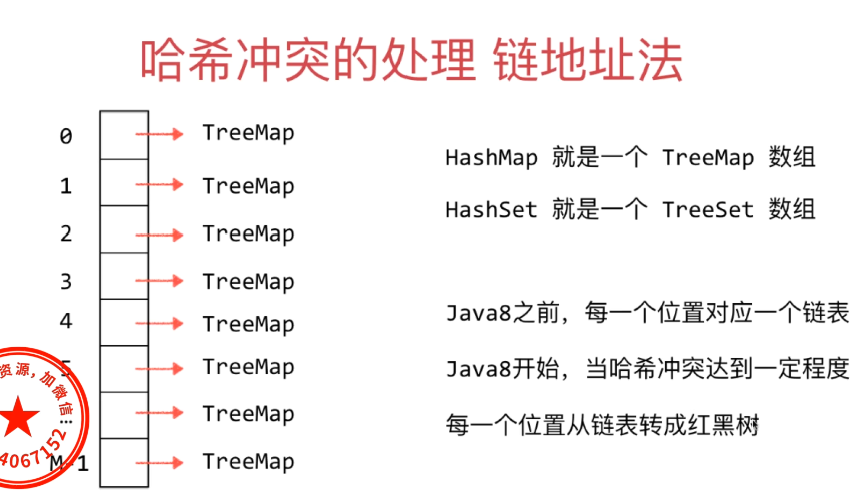 哈希冲突的处理 链地址法
0
TreeMap
1
TreeMap
2
TreeMap
3
TreeMap
4
TreeMap
5
TreeMap
TreeMap
M-1
TreeMap
HashMap 就是一个 TreeMap 数组
HashSet 就是一个 TreeSet 数组
Java8之前，每一个位置对应一个链表
Java8开始，当哈希冲突达到一定程度
每一个位置从链表转成红黑树
资源，加微信：
4067152